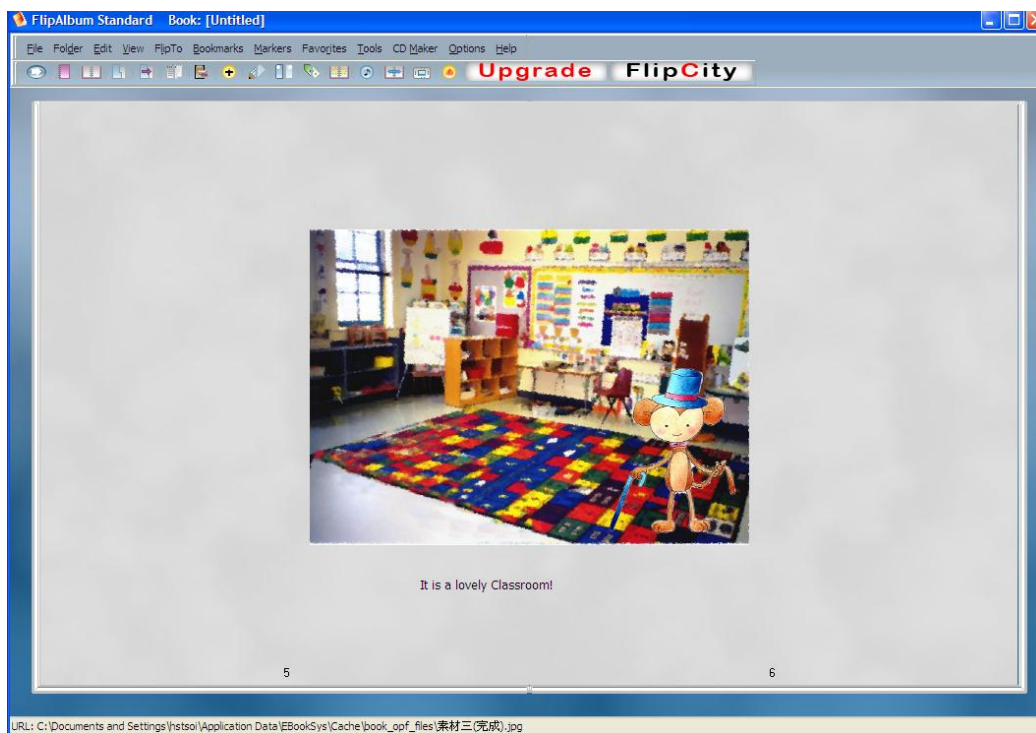 FlipAlbum Standard Book: [Untitled]
File Folder Edit View FlipTo Bookmarks Markers Favorites Tools CD Maker Options Help
Upgrade FlipCity
It is a lovely Classroom!
5 6
URL: C:\Documents and Settings\hstsoi\Application Data\EBookSys\Cache\book_opf_files\素材三(完成).jpg